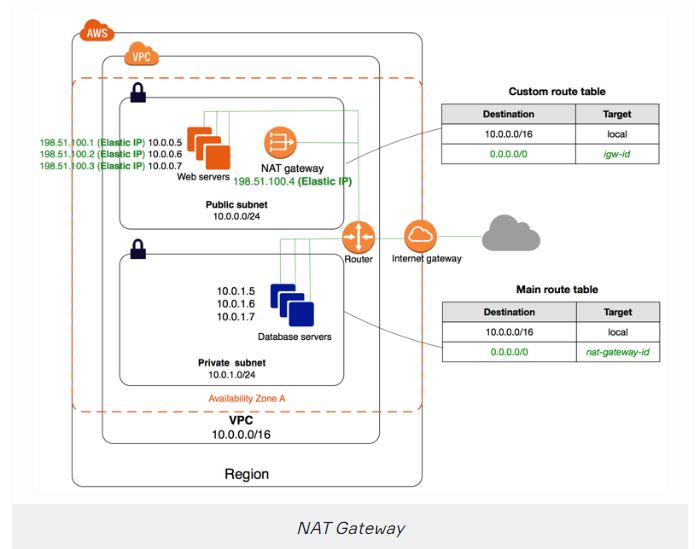 AWS
VPC
198.51.100.1 (Elastic IP) 10.0.0.5
198.51.100.2 (Elastic IP) 10.0.0.6
198.51.100.3 (Elastic IP) 10.0.0.7
Web servers
NAT gateway
198.51.100.4 (Elastic IP)
Public subnet
10.0.0.0/24
Custom route table
Destination Target
10.0.0.0/16 local
0.0.0.0/0 igw-id
Router
Internet gateway
10.0.1.5
10.0.1.6
10.0.1.7
Database servers
Private subnet
10.0.1.0/24
Main route table
Destination Target
10.0.0.0/16 local
0.0.0.0/0 nat-gateway-id
Availability Zone A
VPC
10.0.0.0/16
Region
NAT Gateway